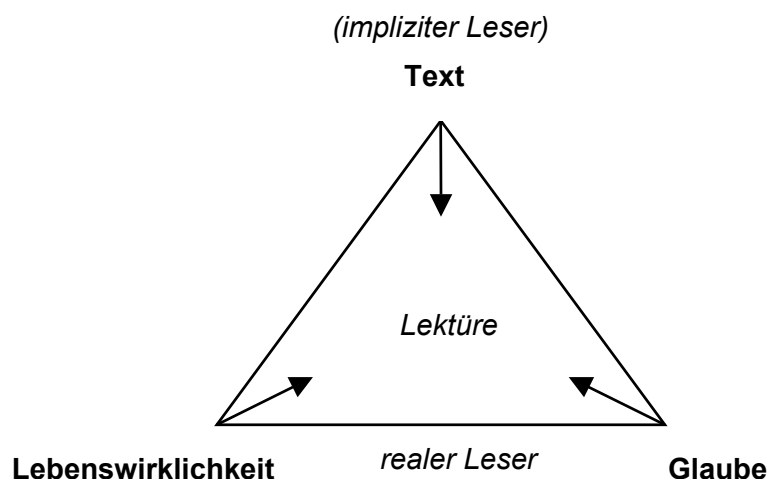 (impliziter Leser)
Text
Lektüre
Lebenswirklichkeit realer Leser Glaube